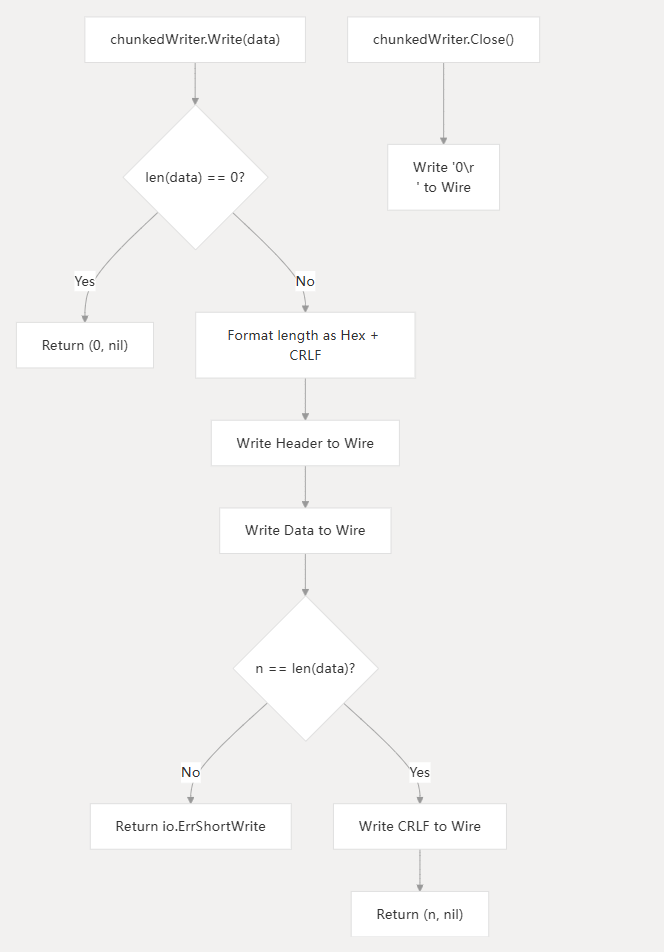 chunkedWriter.Write(data)
chunkedWriter.Close()
len(data) == 0?
Write '0\r
' to Wire
Yes
No
Return (0, nil)
Format length as Hex +
CRLF
Write Header to Wire
Write Data to Wire
n == len(data)?
No
Yes
Return io.ErrShortWrite
Write CRLF to Wire
Return (n, nil)